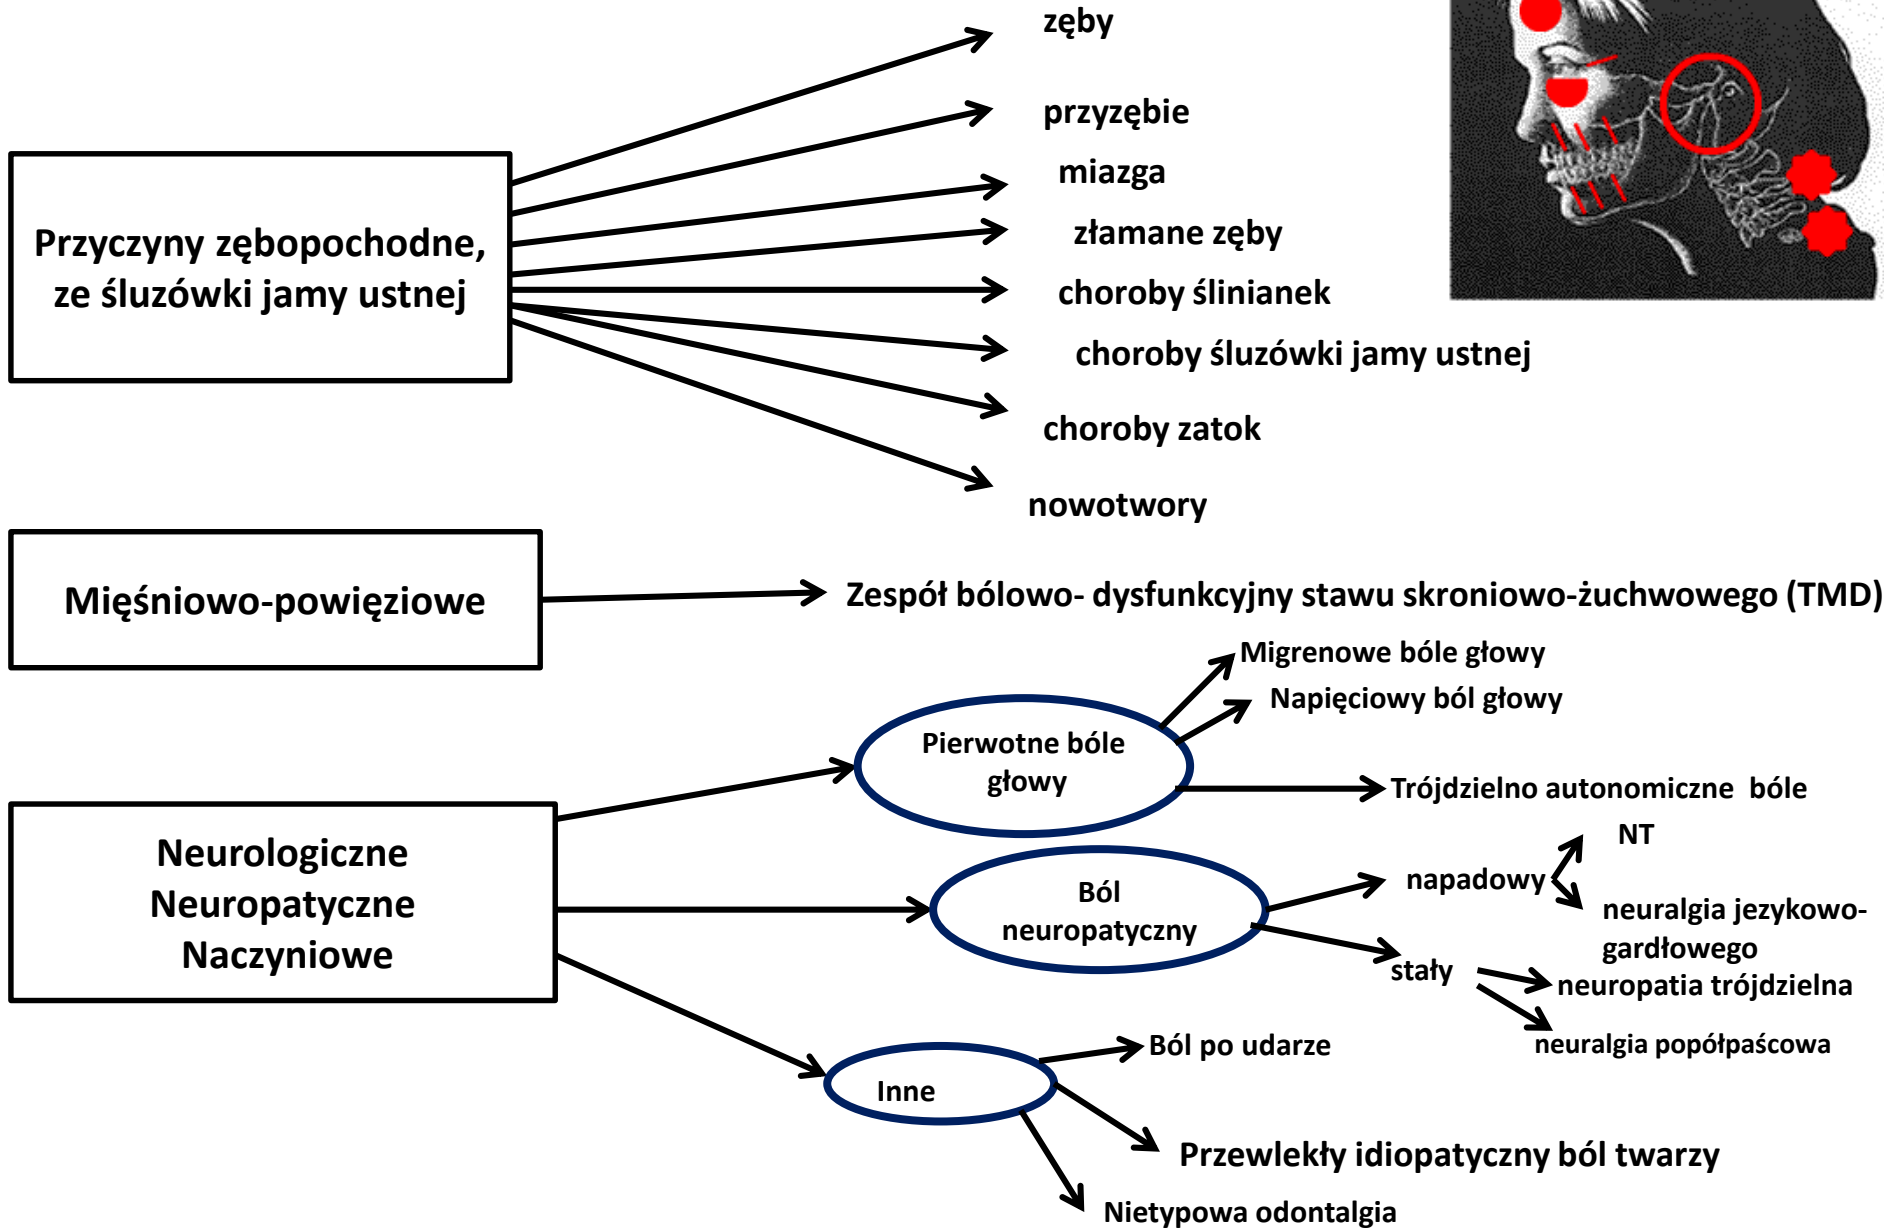 zęby
przyzębie
miazga
złamane zęby
choroby ślinianek
choroby śluzówki jamy ustnej
choroby zatok
nowotwory
Przyczyny zębopochodne,
ze śluzówki jamy ustnej
Mięśniowo-powięziowe
Zespół bólowo- dysfunkcyjny stawu skroniowo-żuchwowego (TMD)
Neurologiczne
Neuropatyczne
Naczyniowe
Pierwotne bóle
głowy
Migrenowe bóle głowy
Napięciowy ból głowy
Trójdzielno autonomiczne bóle
Ból
neuropatyczny
napadowy
NT
neuralgia jezykowo-
gardłowego
stały
neuropatia trójdzielna
neuralgia popółpaścowa
Inne
Ból po udarze
Przewlekły idiopatyczny ból twarzy
Nietypowa odontalgia